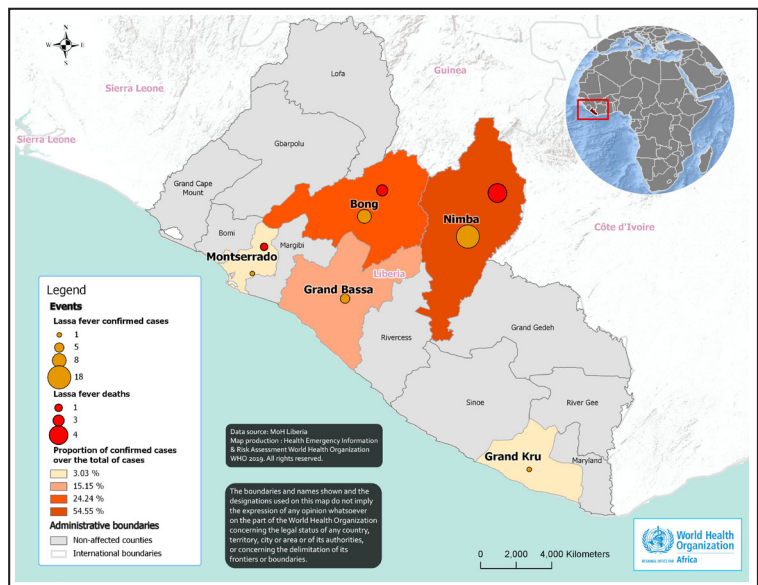 N
W
E
S
Sierra Leone
Guinea
Lofa
Sierra Leone
Gbarpolu
Grand Cape
Mount
Bong
Nimba
Côte d'Ivoire
Bomi
Montserrado
Margibi
Liberia
Grand Bassa
Rivercess
Grand Gedeh
Sinoe
River Gee
Grand Kru
Maryland
Legend
Events
Lassa fever confirmed cases
1
5
8
18
Lassa fever deaths
1
3
4
Proportion of confirmed cases
over the total of cases
3.03 %
15.15 %
24.24 %
54.55 %
Administrative boundaries
Non-affected counties
International boundaries
Data source: MoH Liberia
Map production : Health Emergency Information
& Risk Assessment World Health Organization
WHO 2019. All rights reserved.
The boundaries and names shown and the
designations used on this map do not imply
the expression of any opinion whatsoever
on the part of the World Health Organization
concerning the legal status of any country,
territory, city or area or of its authorities,
or concerning the delimitation of its
frontiers or boundaries.
0 2,000 4,000 Kilometers
World Health
Organization
REGIONAL OFFICE FOR Africa